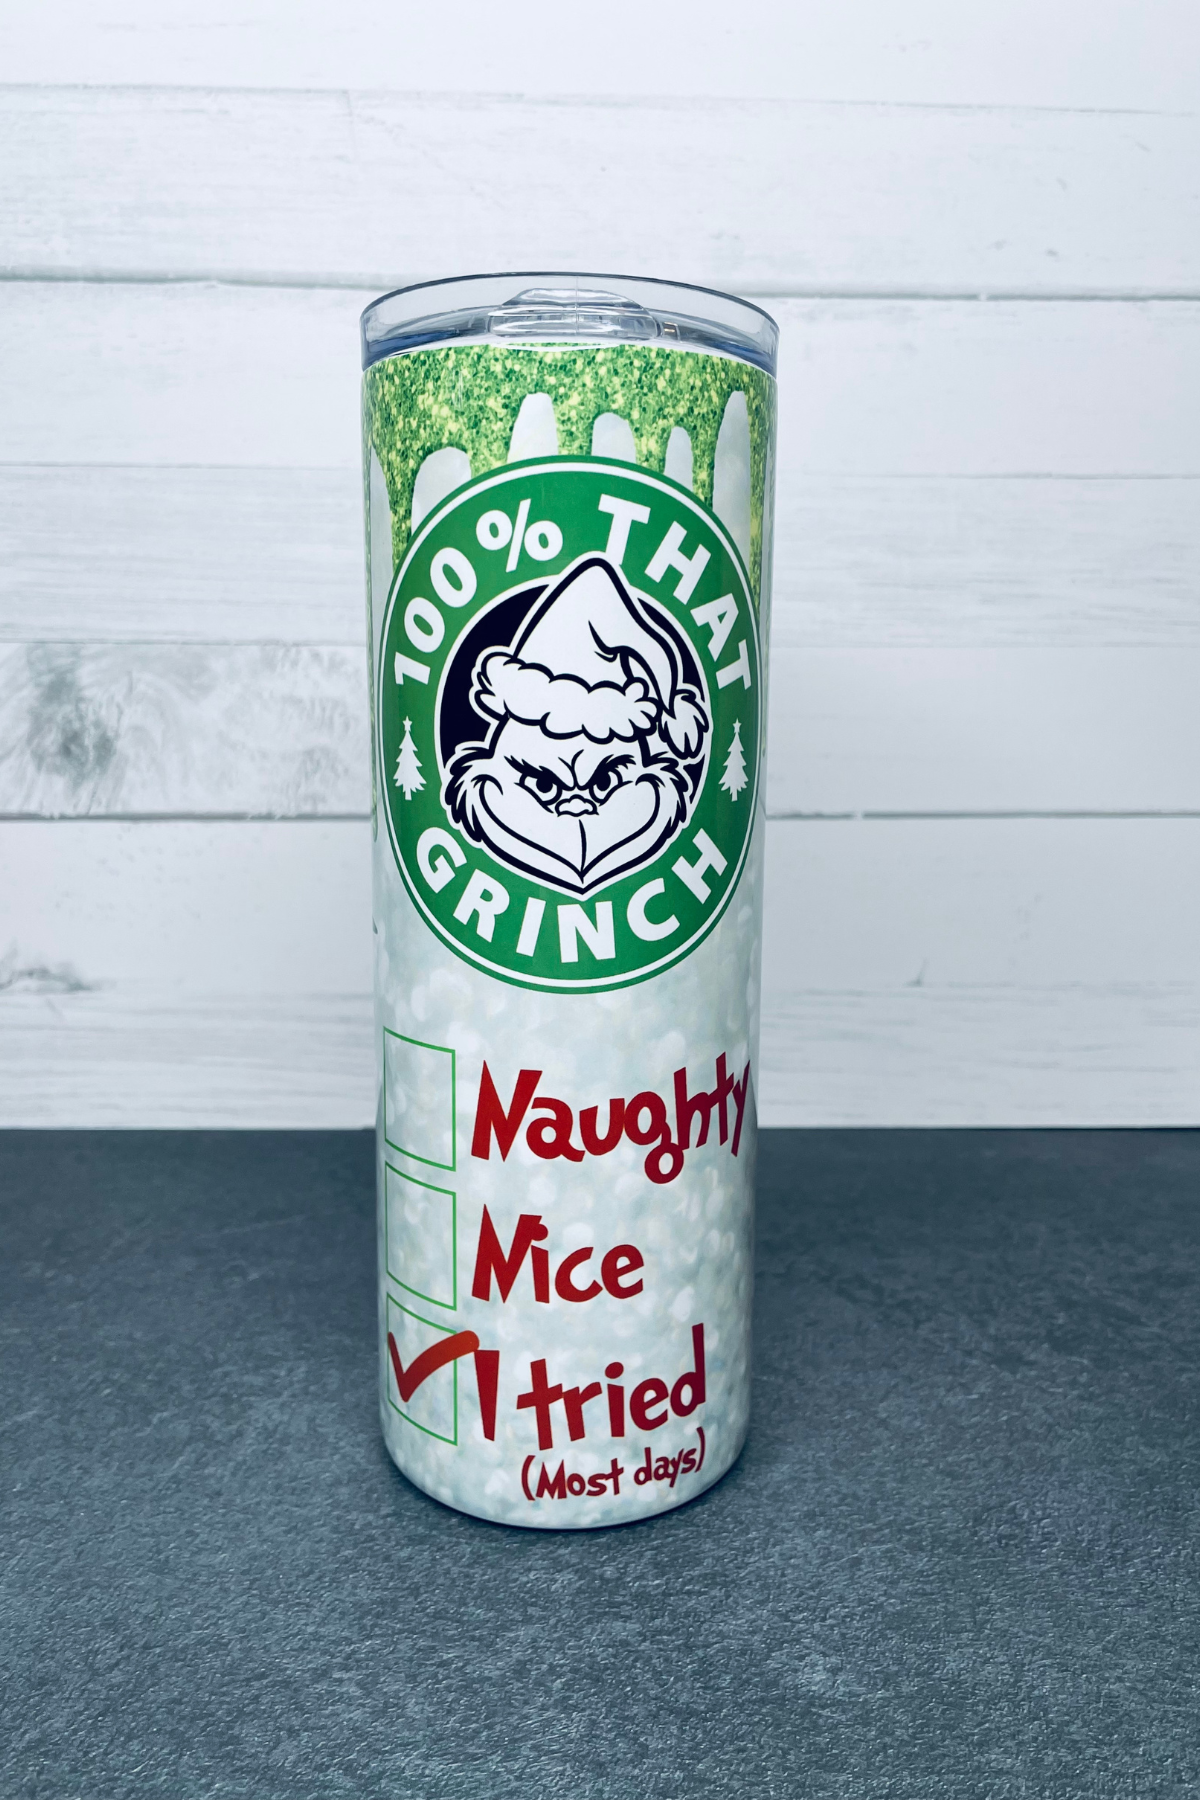 100% THAT
GRINCH
Naughty
Nice
I tried
(Most days)